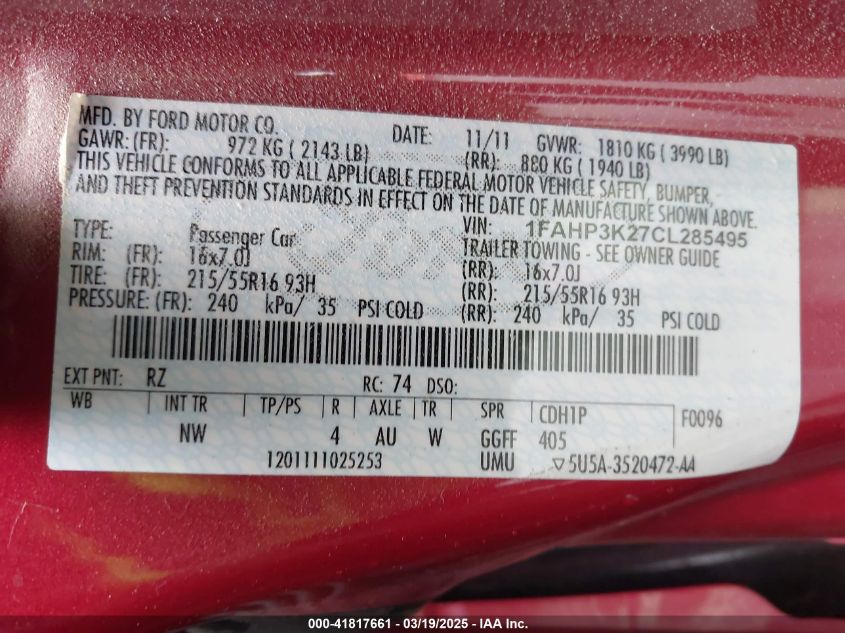 MFD. BY FORD MOTOR CO. DATE: 11/11 GVWR: 1810 KG ( 3990 LB)
GAWR: (FR): 972 KG ( 2143 LB) (RR): 880 KG ( 1940 LB)
THIS VEHICLE CONFORMS TO ALL APPLICABLE FEDERAL MOTOR VEHICLE SAFETY, BUMPER,
AND THEFT PREVENTION STANDARDS IN EFFECT ON THE DATE OF MANUFACTURE SHOWN ABOVE.
VIN: 1FAHP3K27CL285495
TYPE: Passenger Car TRAILER TOWING - SEE OWNER GUIDE
RIM: (FR): 16x7.0J (RR): 16x7.0J
TIRE: (FR): 215/55R16 93H (RR): 215/55R16 93H
PRESSURE: (FR): 240 kPa/ 35 PSI COLD (RR): 240 kPa/ 35 PSI COLD
EXT PNT: RZ RC: 74 DSO:
WB INT TR TP/PS R AXLE TR SPR CDH1P F0096
NW 4 AU W GGFF 405
1201111025253 UMU ▽5U5A-3520472-AA
000-41817661 - 03/19/2025 - IAA Inc.